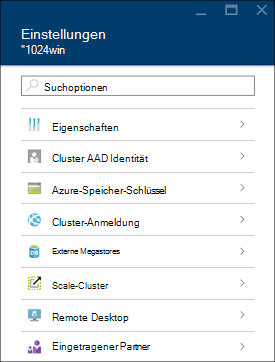 Einstellungen
"1024win
Suchoptionen
Eigenschaften
Cluster AAD Identität
Azure-Speicher-Schlüssel
Cluster-Anmeldung
Externe Megastores
Scale-Cluster
Remote Desktop
Eingetragener Partner